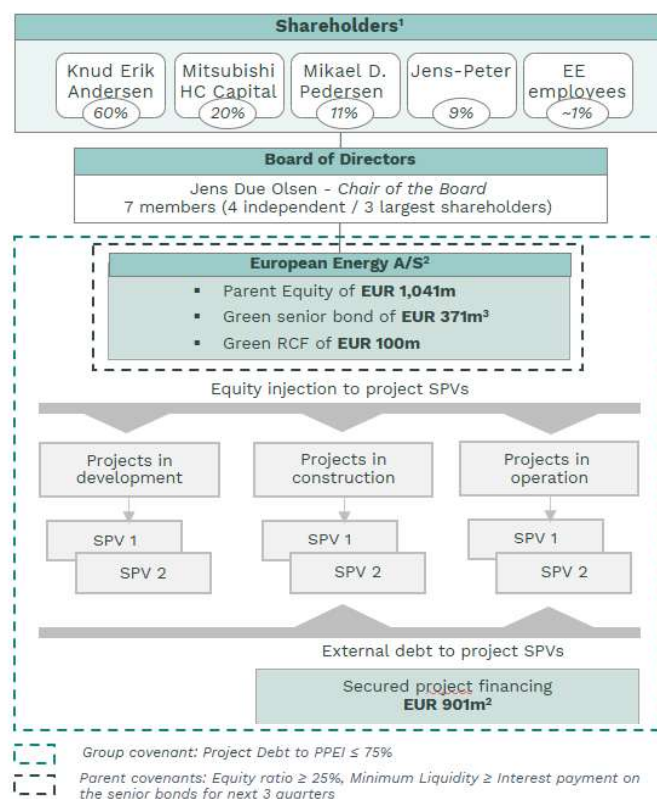 Shareholders¹
Knud Erik Andersen
60%
Mitsubishi HC Capital
20%
Mikael D. Pedersen
11%
Jens-Peter
9%
EE employees
~1%
Board of Directors
Jens Due Olsen - Chair of the Board
7 members (4 independent / 3 largest shareholders)
European Energy A/S²
▪ Parent Equity of EUR 1,041m
▪ Green senior bond of EUR 371m³
▪ Green RCF of EUR 100m
Equity injection to project SPVs
Projects in development
Projects in construction
Projects in operation
SPV 1
SPV 2
SPV 1
SPV 2
SPV 1
SPV 2
External debt to project SPVs
Secured project financing
EUR 901m²
Group covenant: Project Debt to PPEI ≤ 75%
Parent covenants: Equity ratio ≥ 25%, Minimum Liquidity ≥ Interest payment on
the senior bonds for next 3 quarters